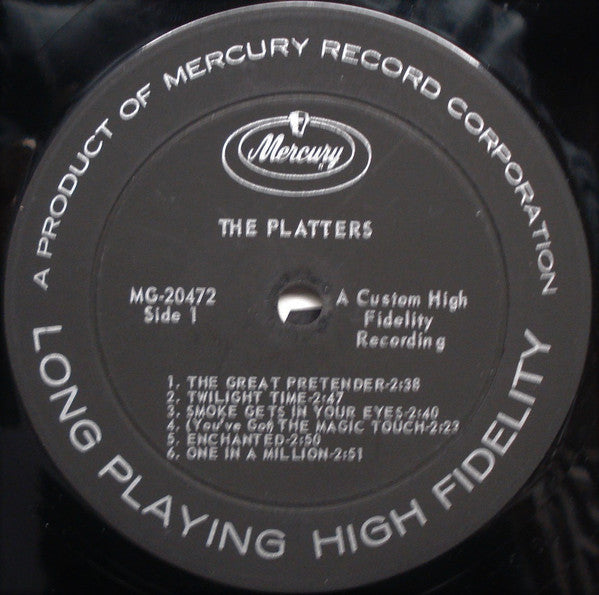 A PRODUCT OF MERCURY RECORD CORPORATION
Mercury
THE PLATTERS
MG-20472
Side 1
A Custom High
Fidelity
Recording
1. THE GREAT PRETENDER-2:38
2. TWILIGHT TIME-2:47
3. SMOKE GETS IN YOUR EYES-2:40
4. (You've Got) THE MAGIC TOUCH-2:23
5. ENCHANTED-2:50
6. ONE IN A MILLION-2:51
LONG PLAYING HIGH FIDELITY